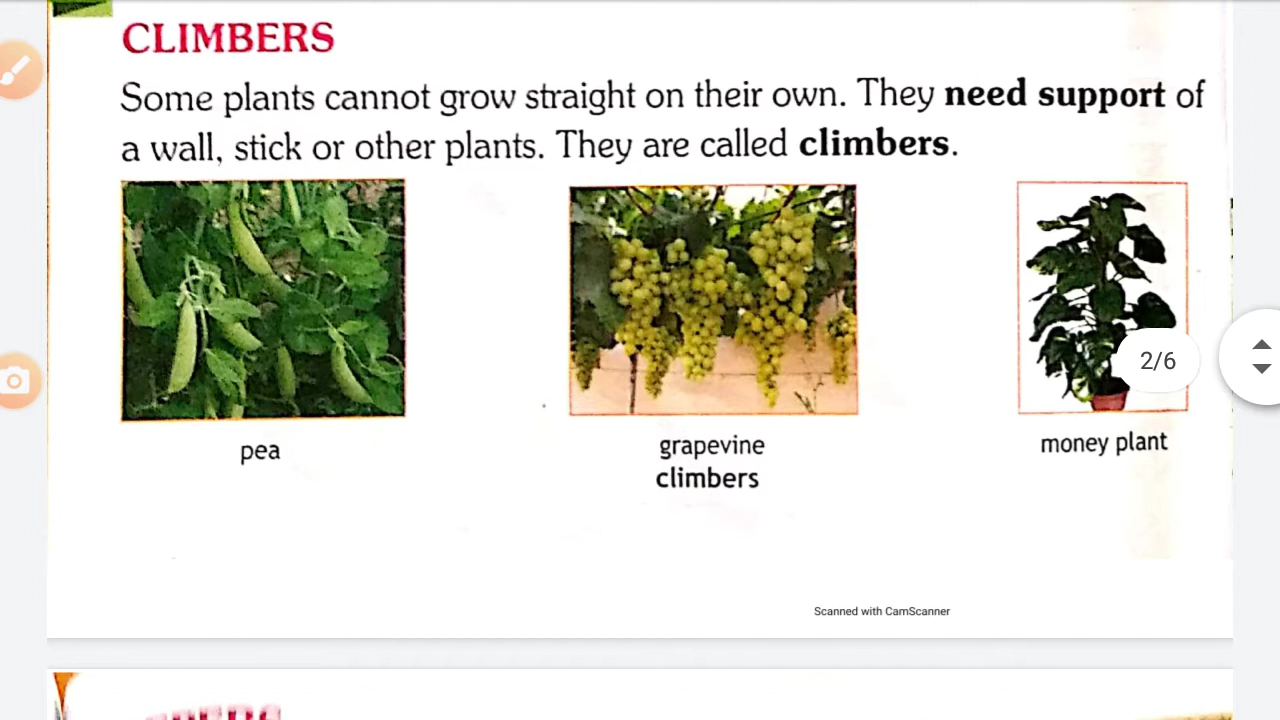 CLIMBERS
Some plants cannot grow straight on their own. They need support of
a wall, stick or other plants. They are called climbers.
2/6
pea
grapevine
money plant
climbers
Scanned with CamScanner